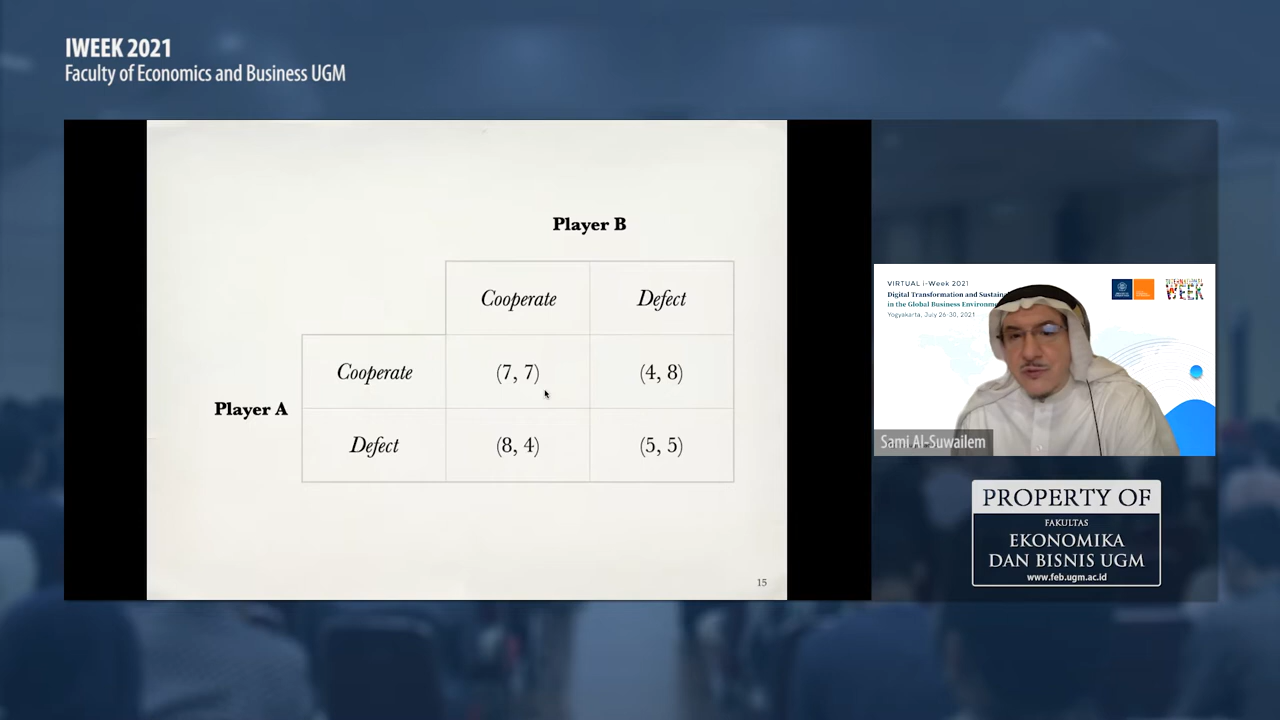 IWEEK 2021
Faculty of Economics and Business UGM
Player B
Cooperate Defect
Cooperate (7, 7) (4, 8)
Player A
Defect (8, 4) (5, 5)
15
VIRTUAL i-Week 2021
Digital Transformation and
in the Global Business
Yogyakarta, July 26-30, 2021
WEEK
Sami Al-Suwailem
PROPERTY OF
FAKULTAS
EKONOMIKA
DAN BISNIS UGM
www.feb.ugm.ac.id